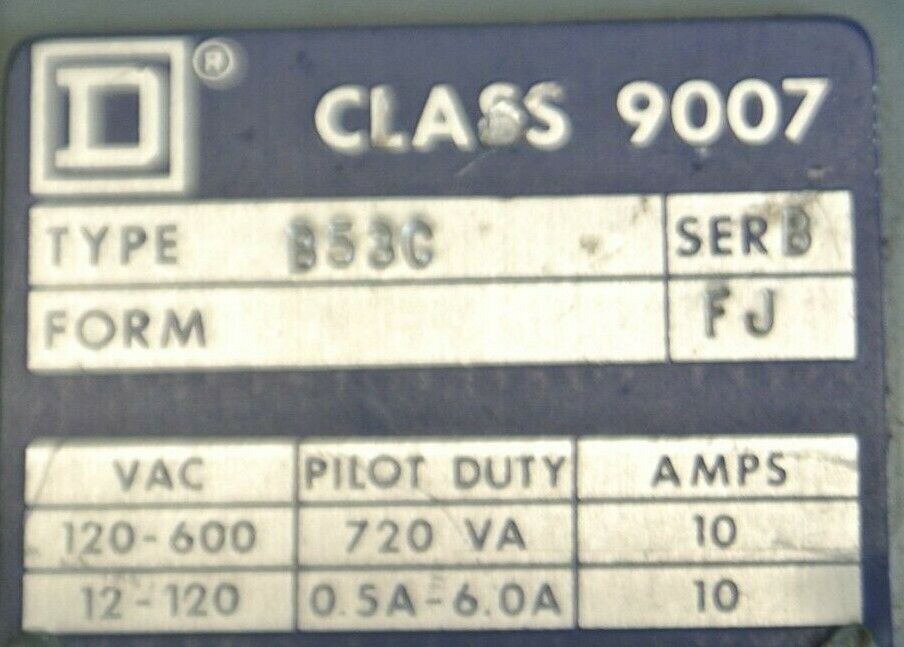 D ® CLASS 9007
TYPE B53C SER B
FORM FJ
VAC PILOT DUTY AMPS
120-600 720 VA 10
12-120 0.5A-6.0A 10